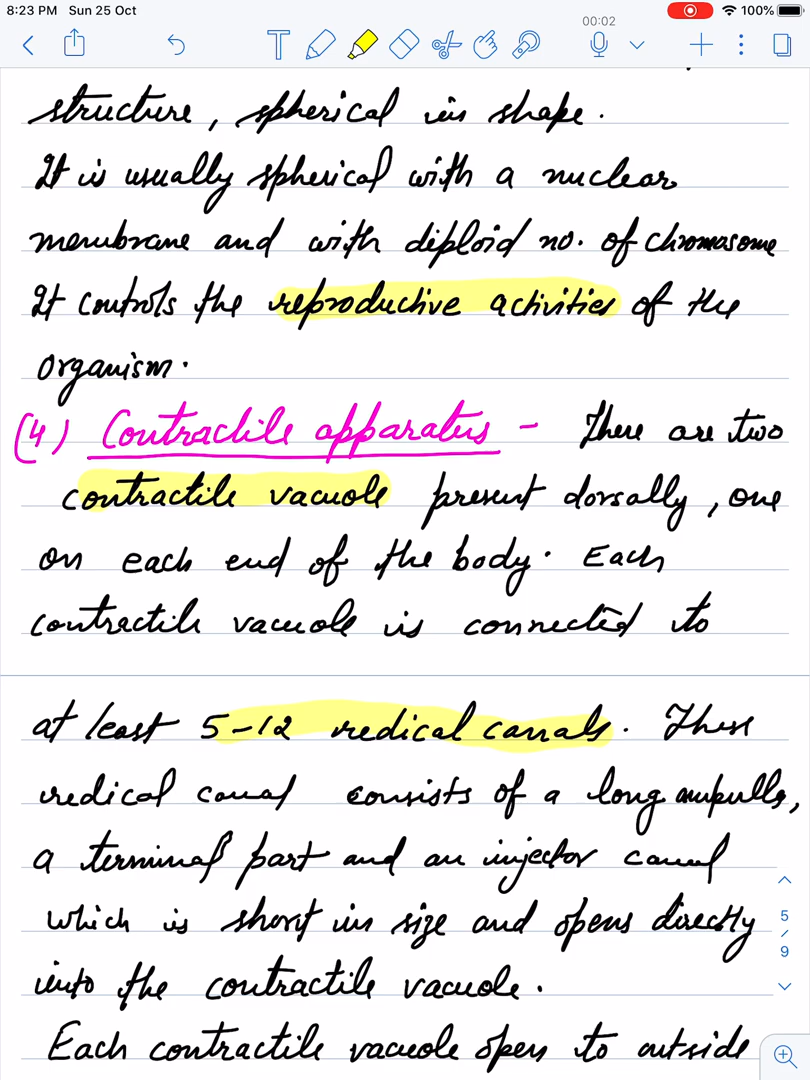 8:23 PM Sun 25 Oct 100%
00:02
T
structure, spherical in shape.
It is usually spherical with a nuclear
membrane and with diploid no. of chromosome
It controls the reproductive activities of the
organism.
(4) Contractile apparatus - There are two
contractile vacuole present dorsally, one
on each end of the body. Each
contractile vacuole is connected to
at least 5-12 redical canals. These
redical canal consists of a long ampulla,
a terminal part and an injector canal
which is short in size and opens directly
into the contractile vacuole.
Each contractile vacuole open to outside
5
/
9